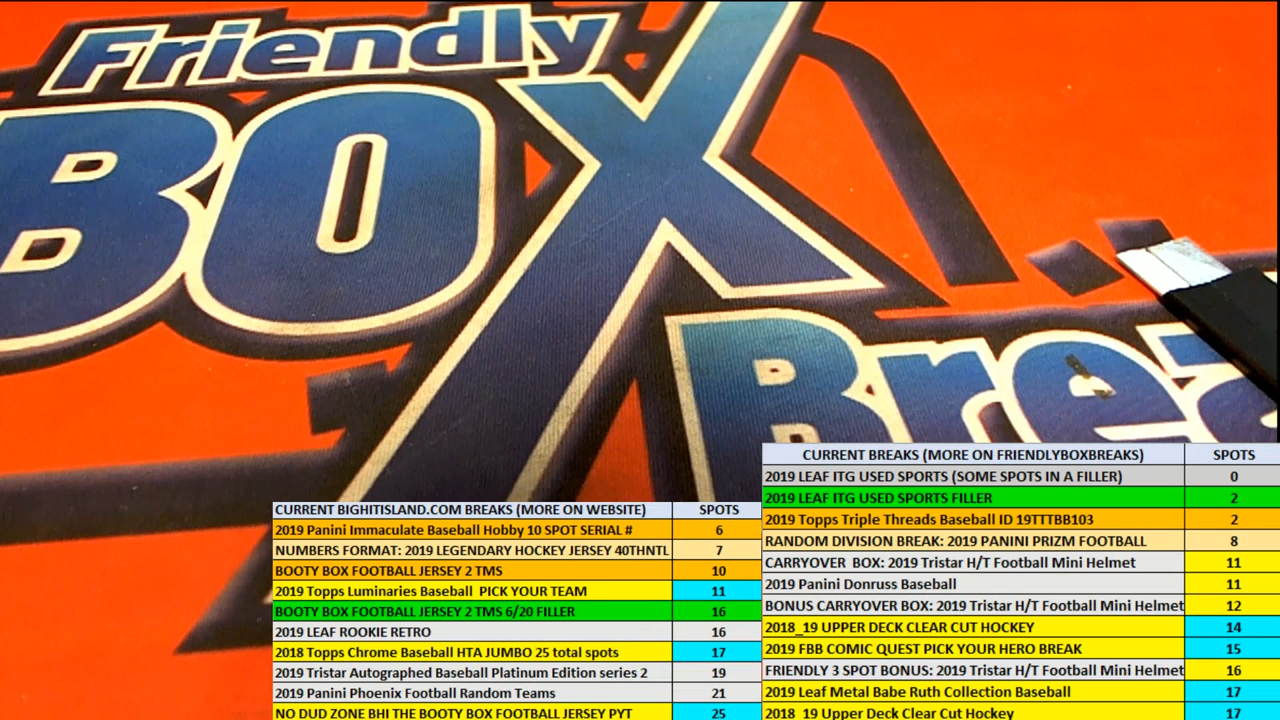 Friendly
BOX
Brea
CURRENT BIGHITISLAND.COM BREAKS (MORE ON WEBSITE) SPOTS
2019 Panini Immaculate Baseball Hobby 10 SPOT SERIAL # 6
NUMBERS FORMAT: 2019 LEGENDARY HOCKEY JERSEY 40THNTL 7
BOOTY BOX FOOTBALL JERSEY 2 TMS 10
2019 Topps Luminaries Baseball PICK YOUR TEAM 11
BOOTY BOX FOOTBALL JERSEY 2 TMS 6/20 FILLER 16
2019 LEAF ROOKIE RETRO 16
2018 Topps Chrome Baseball HTA JUMBO 25 total spots 17
2019 Tristar Autographed Baseball Platinum Edition series 2 19
2019 Panini Phoenix Football Random Teams 21
NO DUD ZONE BHI THE BOOTY BOX FOOTBALL JERSEY PYT 25
CURRENT BREAKS (MORE ON FRIENDLYBOXBREAKS) SPOTS
2019 LEAF ITG USED SPORTS (SOME SPOTS IN A FILLER) 0
2019 LEAF ITG USED SPORTS FILLER 2
2019 Topps Triple Threads Baseball ID 19TTTBB103 2
RANDOM DIVISION BREAK: 2019 PANINI PRIZM FOOTBALL 8
CARRYOVER BOX: 2019 Tristar H/T Football Mini Helmet 11
2019 Panini Donruss Baseball 11
BONUS CARRYOVER BOX: 2019 Tristar H/T Football Mini Helmet 12
2018_19 UPPER DECK CLEAR CUT HOCKEY 14
2019 FBB COMIC QUEST PICK YOUR HERO BREAK 15
FRIENDLY 3 SPOT BONUS: 2019 Tristar H/T Football Mini Helmet 16
2019 Leaf Metal Babe Ruth Collection Baseball 17
2018_19 Upper Deck Clear Cut Hockey 17